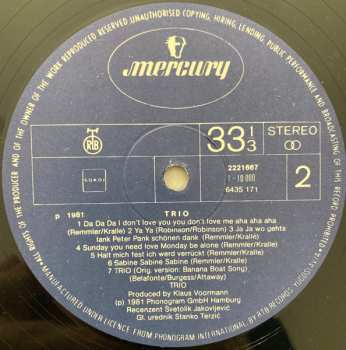 ALL RIGHTS OF THE PRODUCER AND OF THE OWNER OF THE WORK REPRODUCED RESERVED UNAUTHORISED COPYING, HIRING, LENDING, PUBLIC PERFORMANCE AND BROADCASTING OF THIS RECORD PROHIBITED
mercury
RTB
SOKOJ
33 1/3
STEREO
2221667
1 - 10 000
6435 171
2
P 1981
TRIO
1 Da Da Da I don't love you you don't love me aha aha aha
(Remmler/Kralle) 2 Ya Ya (Robinson/Robinson) 3 Ja Ja wo gehts
lank Peter Pank schönen dank (Remmler/Kralle)
4 Sunday you need love Monday be alone (Remmler/Kralle)
5 Halt mich fest ich werd verrückt (Remmler/Kralle)
6 Sabine Sabine Sabine (Remmler/Kralle)
7 TRIO (Orig. version: Banana Boat Song)
(Belafonte/Burgess/Attaway)
TRIO
Produced by Klaus Voormann
(p) 1981 Phonogram GmbH Hamburg
Recenzent Svetolik Jakovljević
Gl. urednik Stanko Terzić
MANUFACTURED UNDER LICENCE FROM PHONOGRAM INTERNATIONAL, BY RTB RECORDS